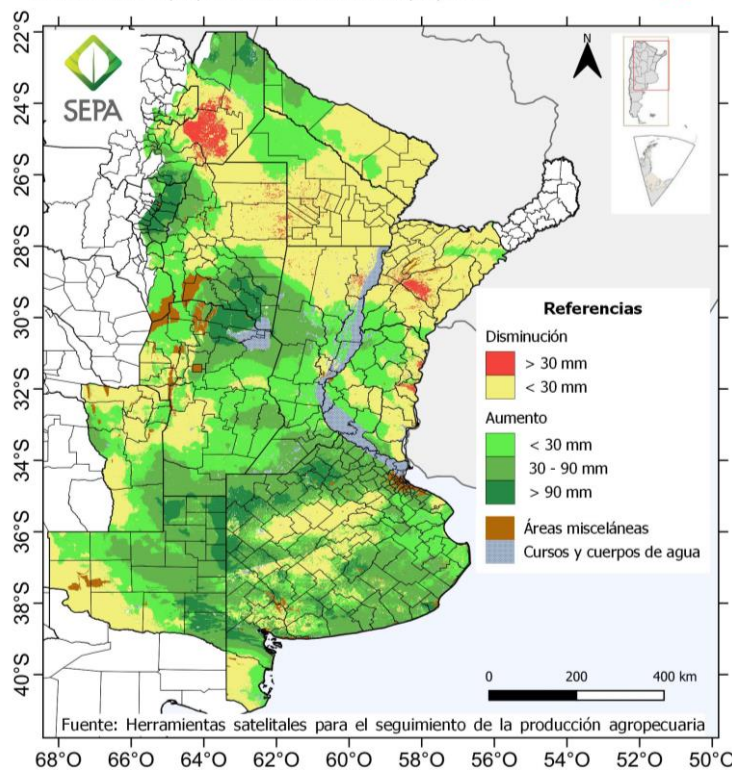 22°S
24°S
26°S
28°S
30°S
32°S
34°S
36°S
38°S
40°S
SEPA
N
Referencias
Disminución
> 30 mm
< 30 mm
Aumento
< 30 mm
30 - 90 mm
> 90 mm
Áreas misceláneas
Cursos y cuerpos de agua
0 200 400 km
Fuente: Herramientas satelitales para el seguimiento de la producción agropecuaria
68°O 66°O 64°O 62°O 60°O 58°O 56°O 54°O 52°O 50°O